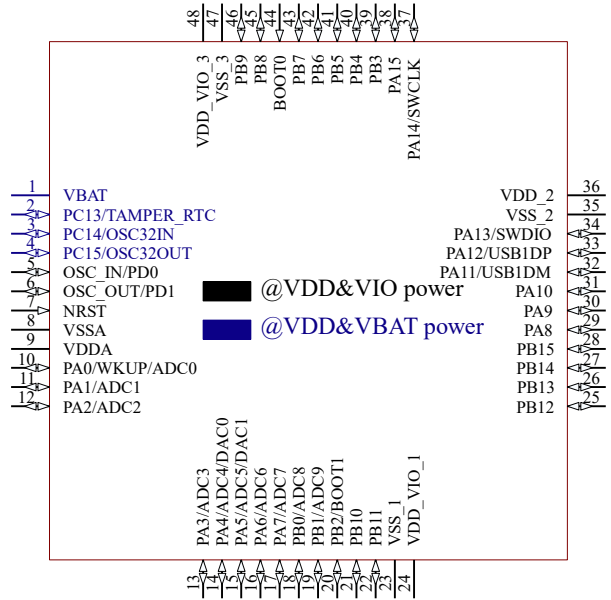 48
47
46
45
44
43
42
41
40
39
38
37
VDD_VIO_3
VSS_3
PB9
PB8
BOOT0
PB7
PB6
PB5
PB4
PB3
PA15
PA14/SWCLK
1 VBAT
2 PC13/TAMPER_RTC
3 PC14/OSC32IN
4 PC15/OSC32OUT
5 OSC_IN/PD0
6 OSC_OUT/PD1
7 NRST
8 VSSA
9 VDDA
10 PA0/WKUP/ADC0
11 PA1/ADC1
12 PA2/ADC2
@VDD&VIO power
@VDD&VBAT power
VDD_2 36
VSS_2 35
PA13/SWDIO 34
PA12/USB1DP 33
PA11/USB1DM 32
PA10 31
PA9 30
PA8 29
PB15 28
PB14 27
PB13 26
PB12 25
PA3/ADC3
PA4/ADC4/DAC0
PA5/ADC5/DAC1
PA6/ADC6
PA7/ADC7
PB0/ADC8
PB1/ADC9
PB2/BOOT1
PB10
PB11
VSS_1
VDD_VIO_1
13
14
15
16
17
18
19
20
21
22
23
24